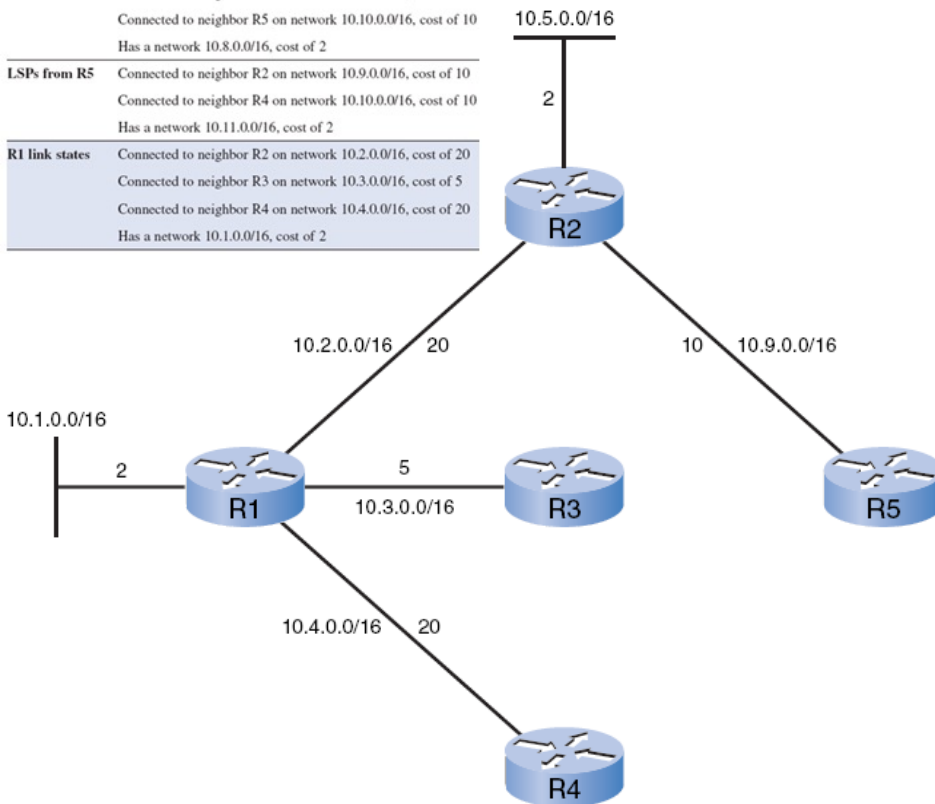 Connected to neighbor R5 on network 10.10.0.0/16, cost of 10
Has a network 10.8.0.0/16, cost of 2
LSPs from R5 Connected to neighbor R2 on network 10.9.0.0/16, cost of 10
Connected to neighbor R4 on network 10.10.0.0/16, cost of 10
Has a network 10.11.0.0/16, cost of 2
R1 link states Connected to neighbor R2 on network 10.2.0.0/16, cost of 20
Connected to neighbor R3 on network 10.3.0.0/16, cost of 5
Connected to neighbor R4 on network 10.4.0.0/16, cost of 20
Has a network 10.1.0.0/16, cost of 2
10.5.0.0/16
2
R2
10.2.0.0/16 20
10 10.9.0.0/16
10.1.0.0/16
2
R1
5
10.3.0.0/16
R3
R5
10.4.0.0/16 20
R4